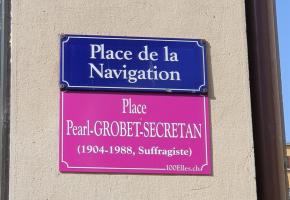 Place de la
Navigation
Place
Pearl-GROBET-SECRETAN
(1904-1988, Suffragiste)
100Elles.ch